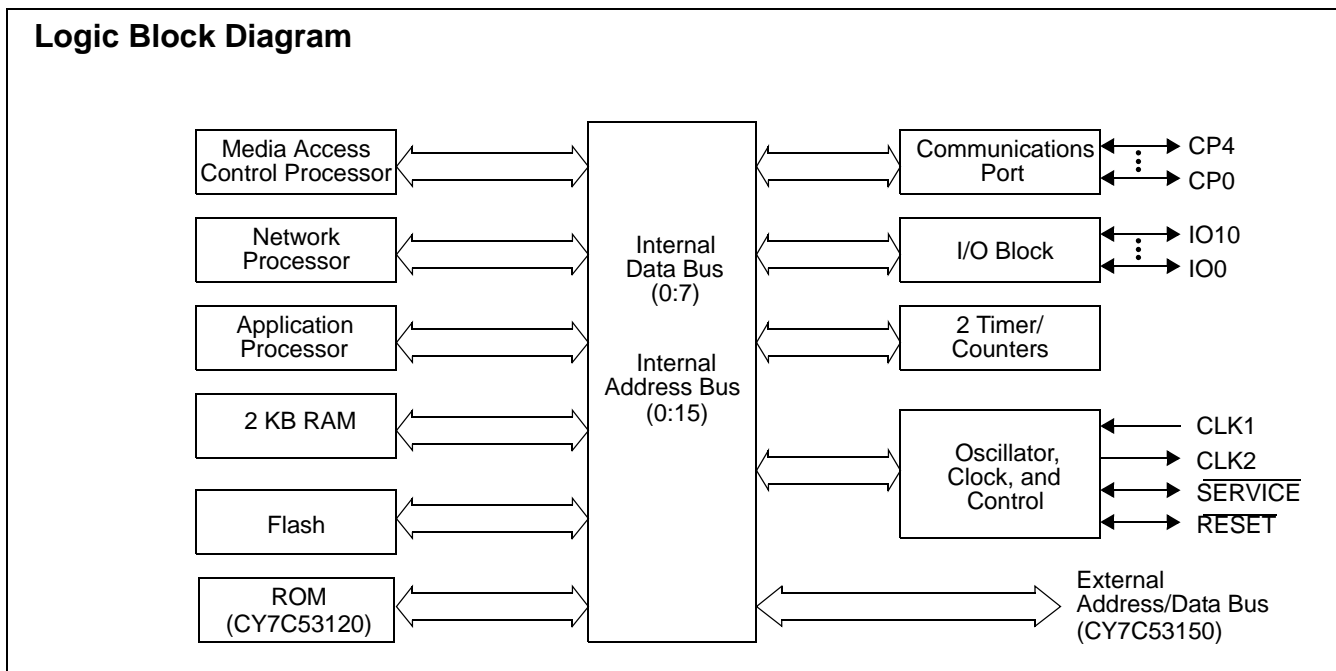 Logic Block Diagram
Media Access
Control Processor
Network
Processor
Application
Processor
2 KB RAM
Flash
ROM
(CY7C53120)
Internal
Data Bus
(0:7)
Internal
Address Bus
(0:15)
Communications
Port
I/O Block
2 Timer/
Counters
Oscillator,
Clock, and
Control
CP4
CP0
IO10
IO0
CLK1
CLK2
SERVICE
RESET
External
Address/Data Bus
(CY7C53150)